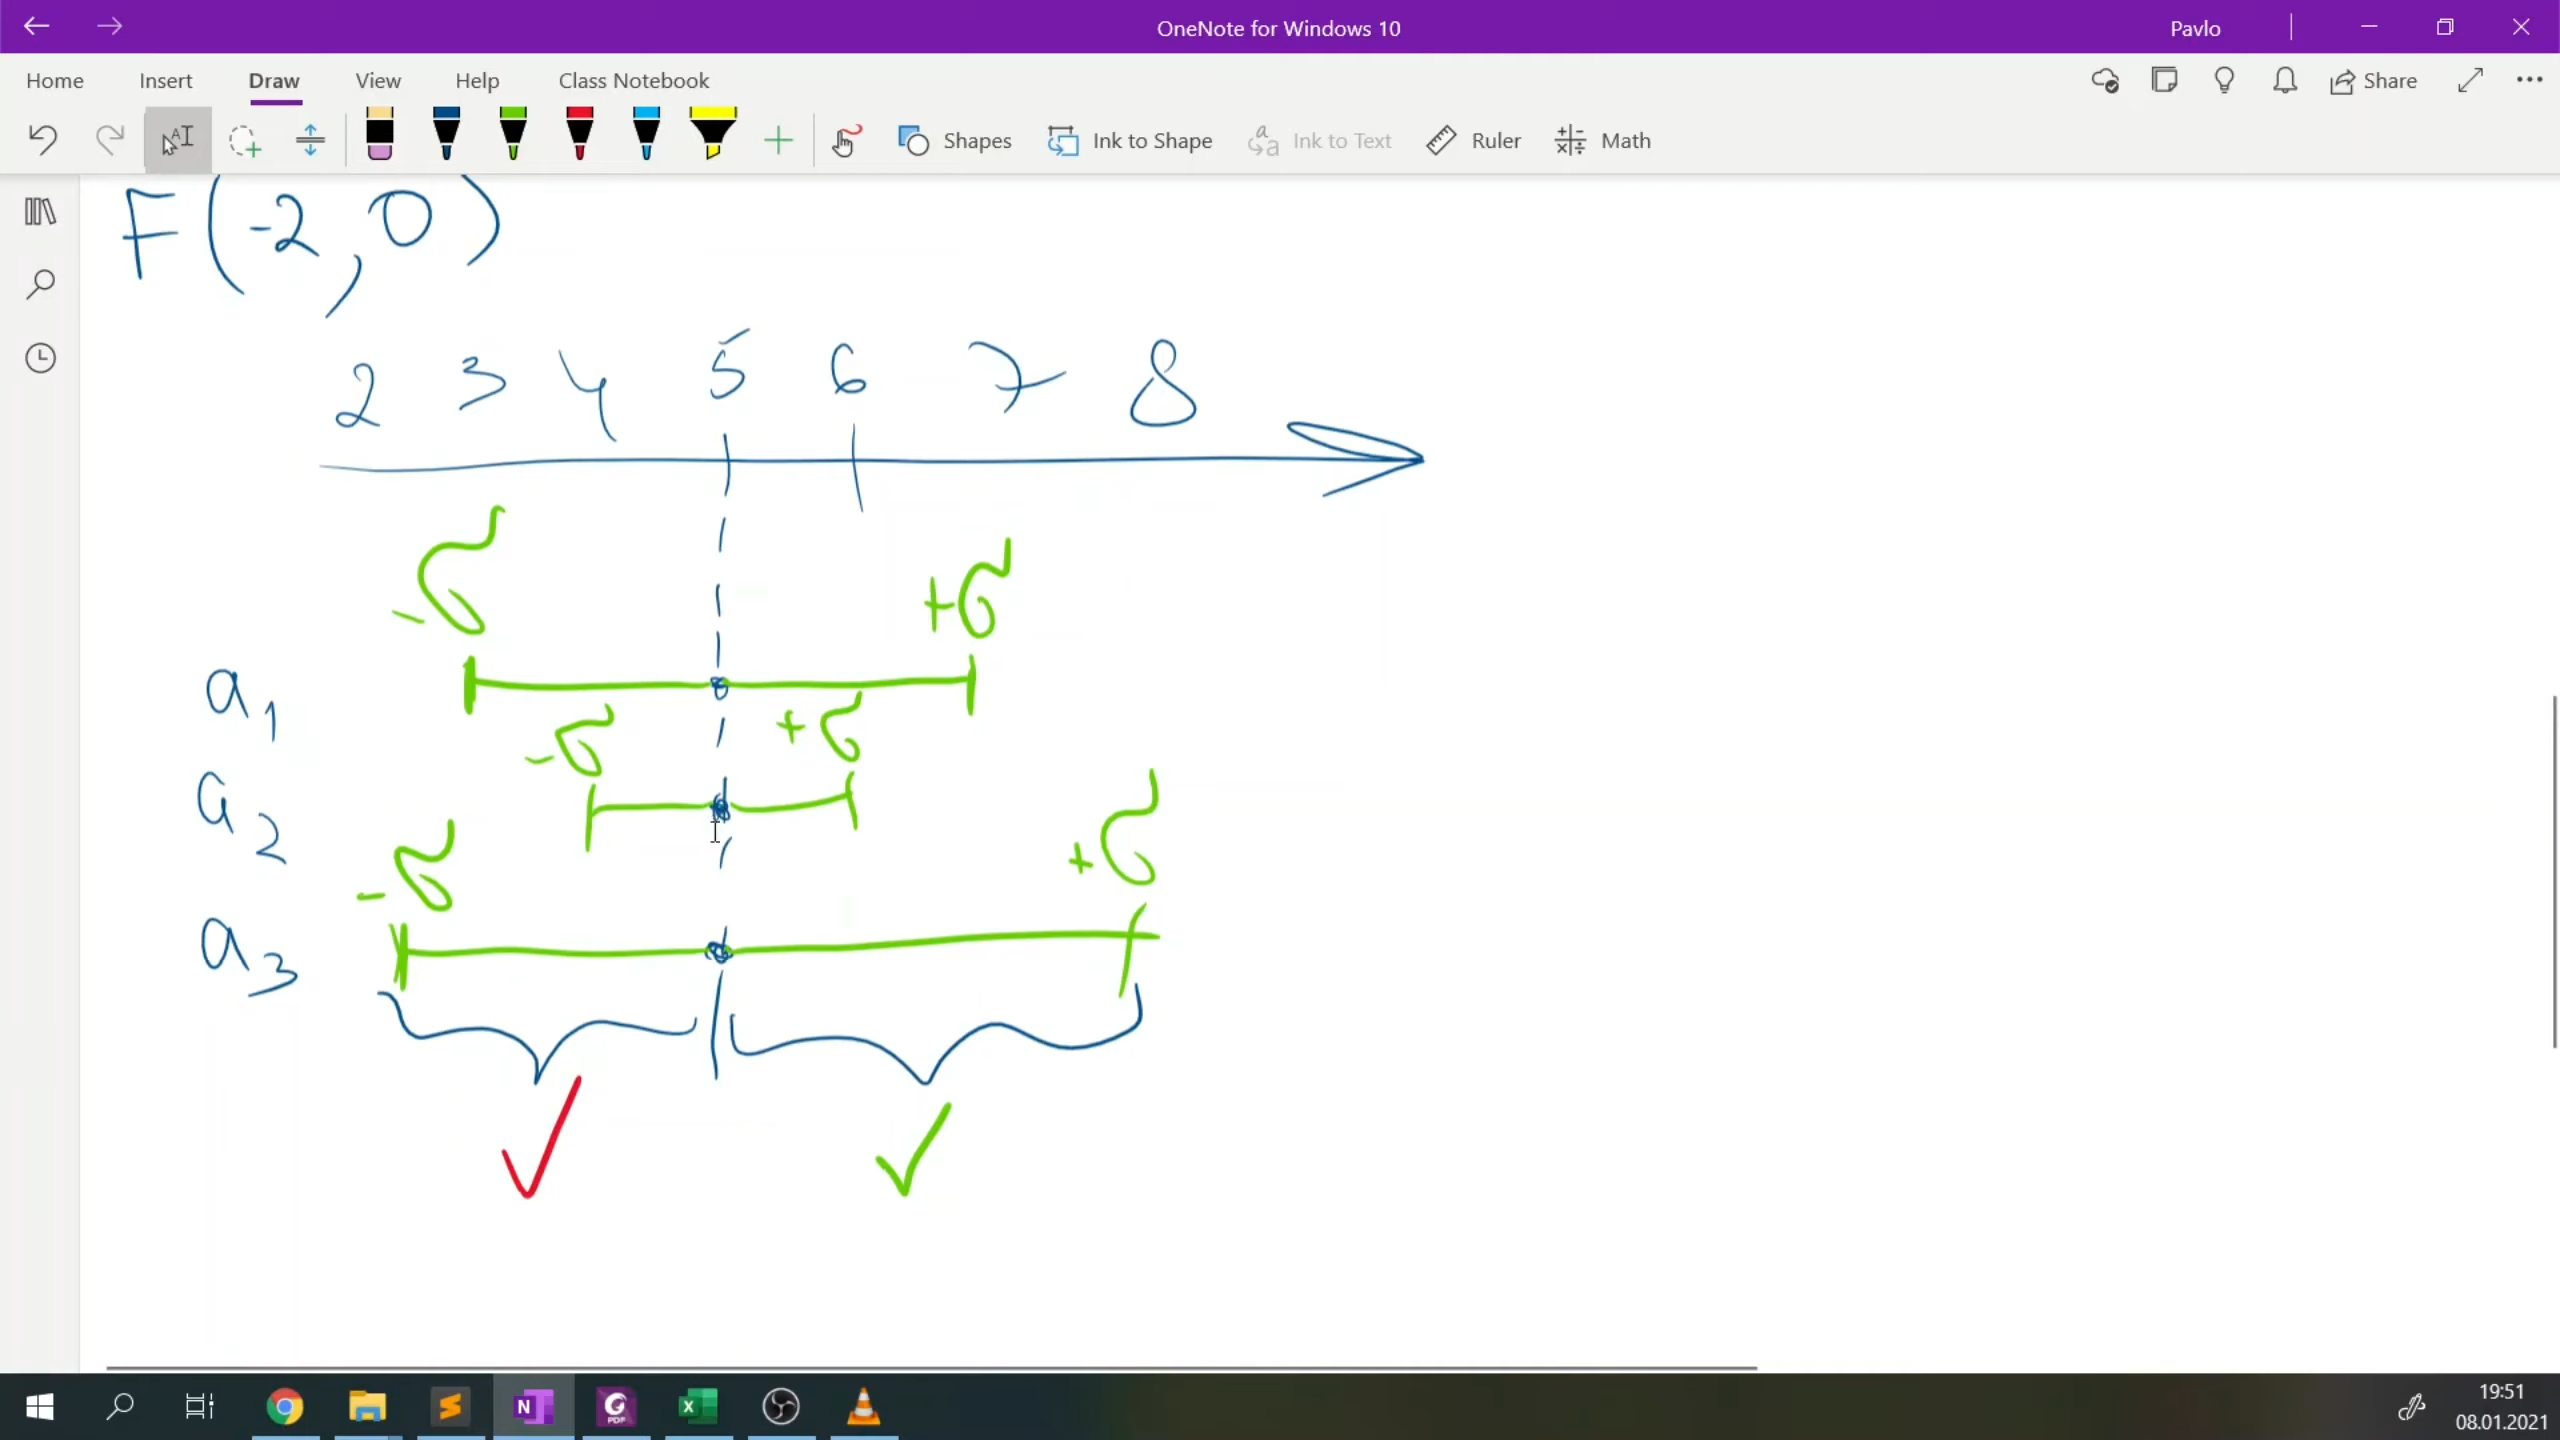 OneNote for Windows 10
Pavlo
Home Insert Draw View Help Class Notebook
Share
Shapes Ink to Shape Ink to Text Ruler Math
F(-2, 0)
2 3 4 5 6 7 8
-σ +σ
a1
-σ +σ
a2
-σ +σ
a3
19:51
08.01.2021